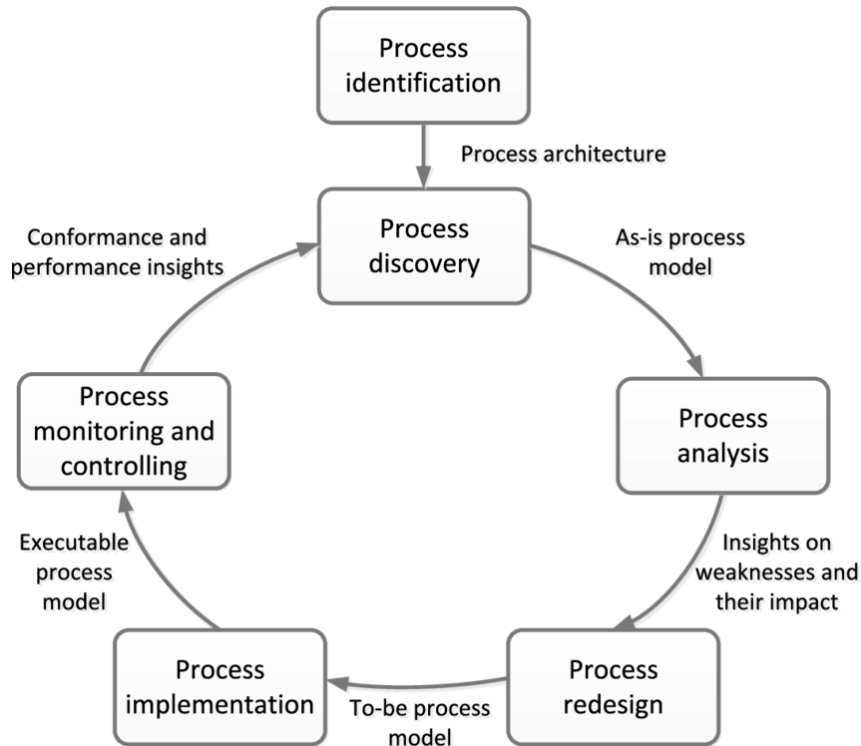 Process
identification
Process architecture
Process
discovery
Conformance and
performance insights
As-is process
model
Process
monitoring and
controlling
Process
analysis
Executable
process
model
Insights on
weaknesses and
their impact
Process
implementation
To-be process
model
Process
redesign